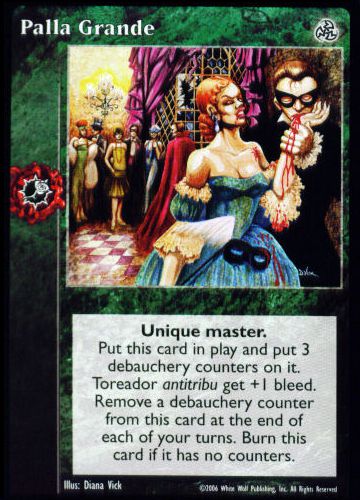 Palla Grande
D.Vick
Unique master.
Put this card in play and put 3
debauchery counters on it.
Toreador antitribu get +1 bleed.
Remove a debauchery counter
from this card at the end of
each of your turns. Burn this
card if it has no counters.
Illus: Diana Vick
©2006 White Wolf Publishing, Inc. All Rights Reserved